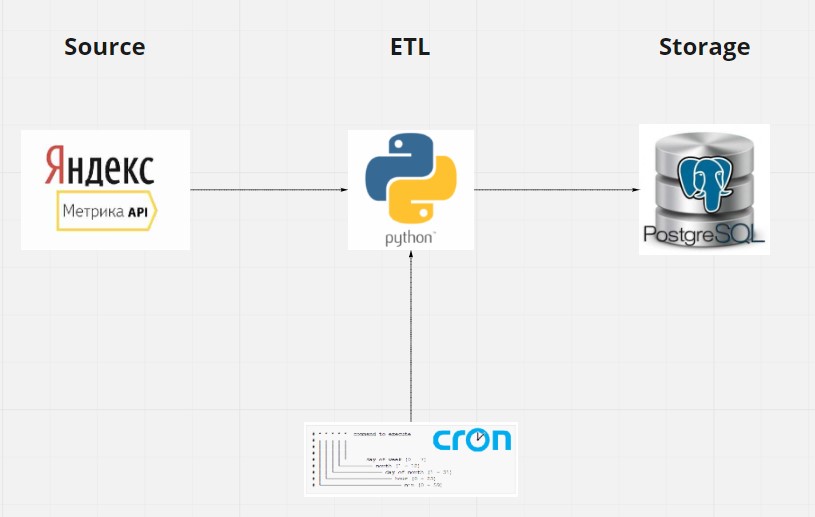 Source
ETL
Storage
Яндекс
Метрика API
python
PostgreSQL
cron
* * * * * command to execute
day of week [0 - 7]
month [1 - 12]
day of month [1 - 31]
hour [0 - 23]
min [0 - 59]